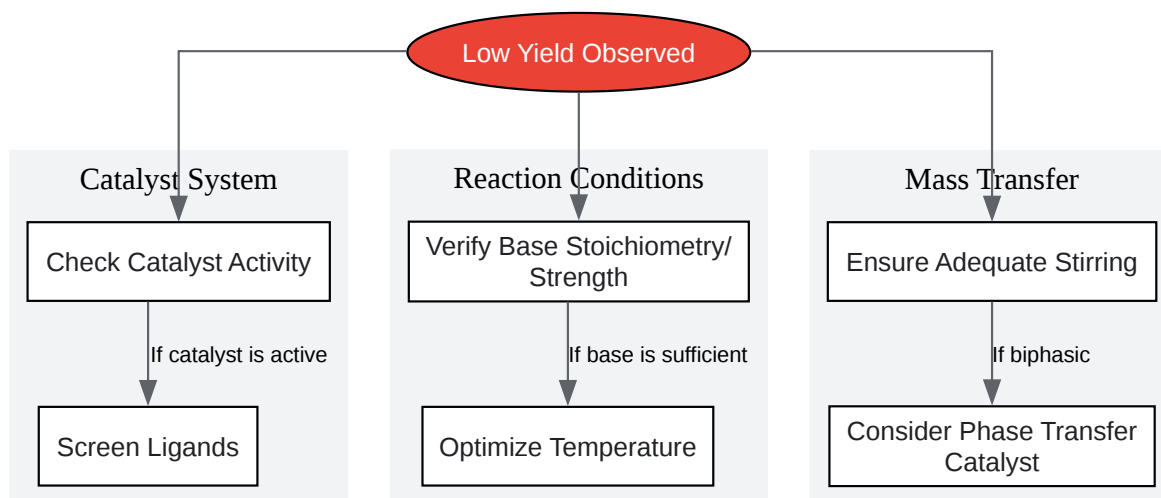 Low Yield Observed
Catalyst System
Check Catalyst Activity
If catalyst is active
Screen Ligands
Reaction Conditions
Verify Base Stoichiometry/
Strength
If base is sufficient
Optimize Temperature
Mass Transfer
Ensure Adequate Stirring
If biphasic
Consider Phase Transfer
Catalyst